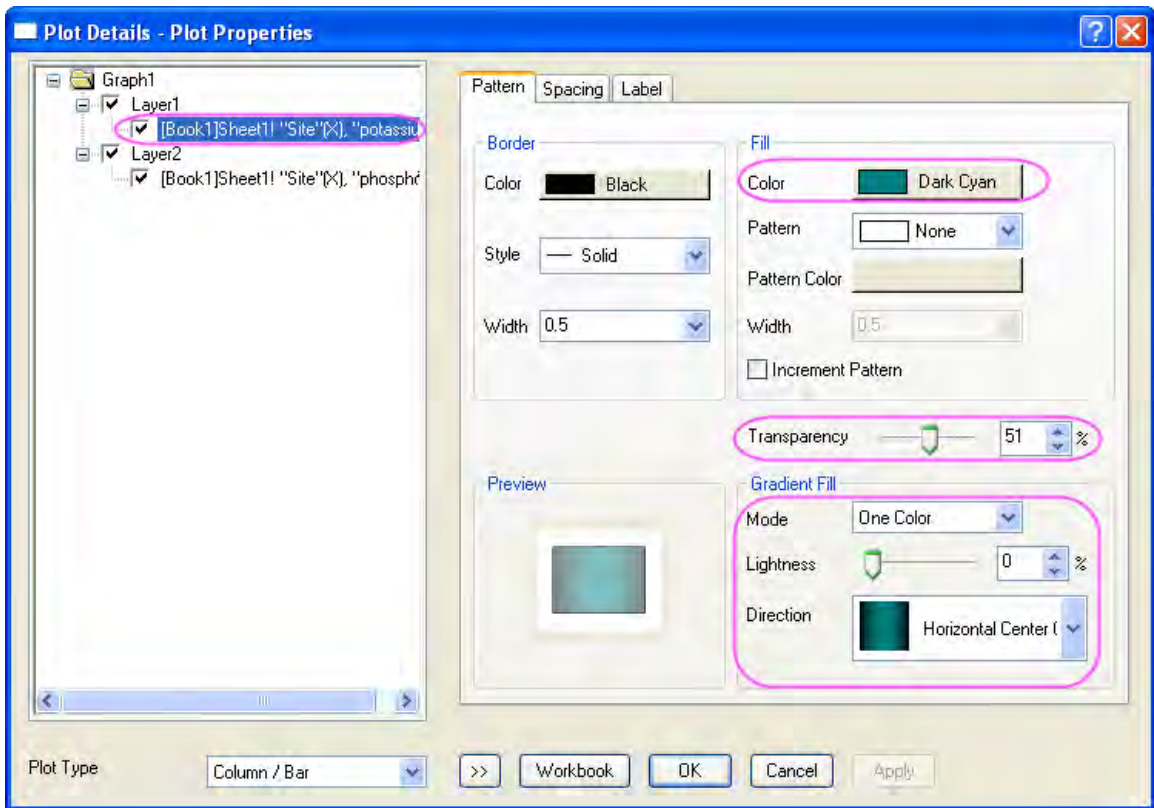 Plot Details - Plot Properties
Graph1
Layer1
[Book1]Sheet1! "Site"(X), "potassiu
Layer2
[Book1]Sheet1! "Site"(X), "phosph
Pattern Spacing Label
Border
Color Black
Style Solid
Width 0.5
Fill
Color Dark Cyan
Pattern None
Pattern Color
Width 0.5
Increment Pattern
Transparency 51 %
Preview
Gradient Fill
Mode One Color
Lightness 0 %
Direction Horizontal Center (
Plot Type Column / Bar >> Workbook OK Cancel Apply